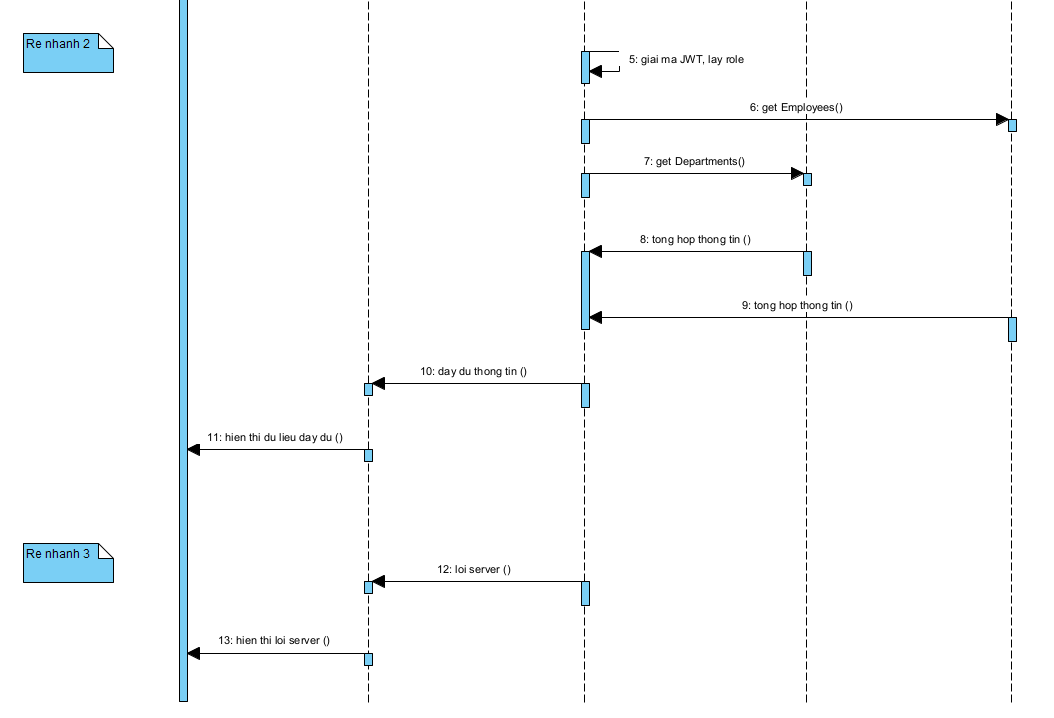 Re nhanh 2
5: giai ma JWT, lay role
6: get Employees()
7: get Departments()
8: tong hop thong tin ()
9: tong hop thong tin ()
10: day du thong tin ()
11: hien thi du lieu day du ()
Re nhanh 3
12: loi server ()
13: hien thi loi server ()